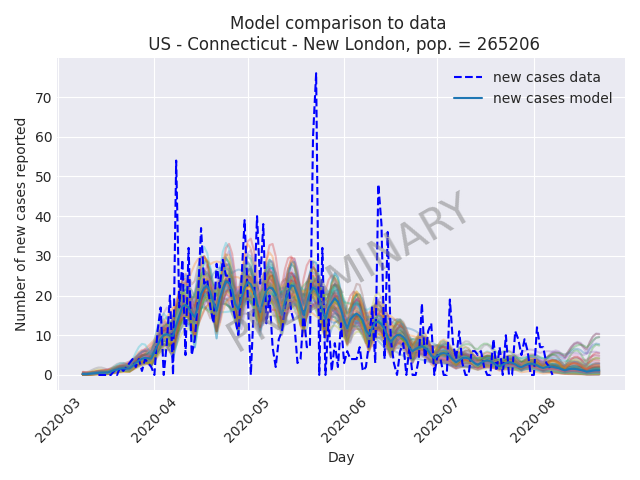 Model comparison to data
US - Connecticut - New London, pop. = 265206
new cases data
new cases model
Number of new cases reported
70
60
50
40
30
20
10
0
PRELIMINARY
2020-03
2020-04
2020-05
2020-06
2020-07
2020-08
Day